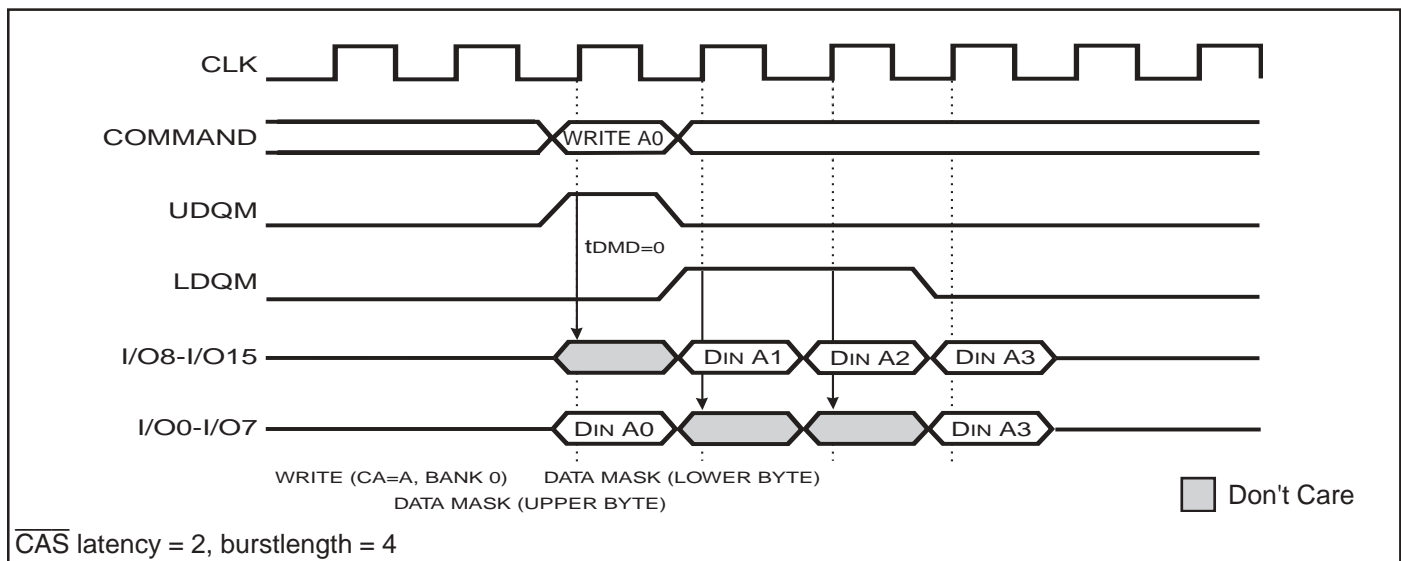 CLK
COMMAND
WRITE A0
UDQM
tDMD=0
LDQM
I/O8-I/O15
DIN A1
DIN A2
DIN A3
I/O0-I/O7
DIN A0
DIN A3
WRITE (CA=A, BANK 0)
DATA MASK (LOWER BYTE)
DATA MASK (UPPER BYTE)
Don't Care
CAS latency = 2, burstlength = 4